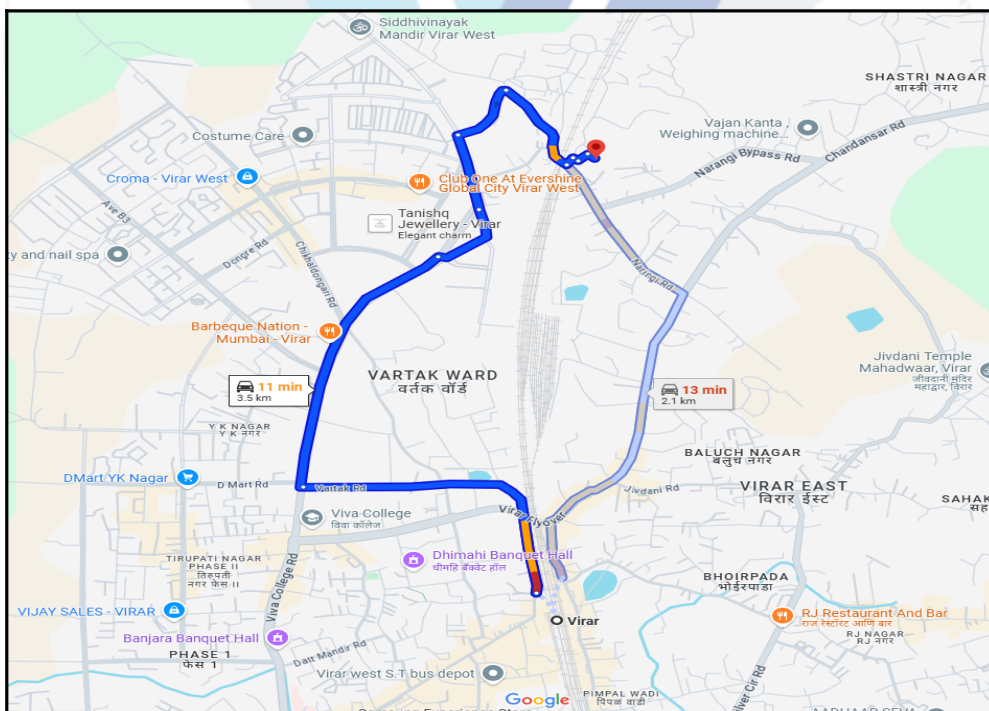 Siddhivinayak
Mandir Virar West
SHASTRI NAGAR
शास्त्री नगर
Vajan Kanta,
Weighing machine...
Costume Care
Narangi Bypass Rd
Chandansar Rd
Croma - Virar West
Club One At Evershine
Global City Virar West
Ave B3
Tanishq
Jewellery - Virar
Elegant charm
ty and nail spa
Dongre Rd
Chikhaldongari Rd
Naringi Rd
Barbeque Nation -
Mumbai - Virar
Jivdani Temple
Mahadwaar, Virar
जीवदानी मंदिर
महाद्वार, विरार
VARTAK WARD
वर्तक वॉर्ड
11 min
3.5 km
13 min
2.1 km
Y K NAGAR
Y K नगर
BALUCH NAGAR
बलुच नगर
DMart YK Nagar
D Mart Rd
Vartak Rd
Jivdani Rd
VIRAR EAST
विरार ईस्ट
SAHAK
सह
Viva College
विवा कॉलेज
Virar Flyover
TIRUPATI NAGAR
PHASE II
तिरुपती
नगर फेस II
Dhimahi Banquet Hall
धीमहि बॅक्वेट हॉल
BHOIRPADA
भोईरपाडा
Viva College Rd
VIJAY SALES - VIRAR
RJ Restaurant And Bar
राज रेस्टॉरंट आणि बार
Virar
Banjara Banquet Hall
RJ NAGAR
RJ नगर
PHASE 1
फेस 1
Datt Mandir Rd
Virar west S.T bus depot
Silver Cir Rd
Google
PIMPAL WADI
पिंपळ वाडी